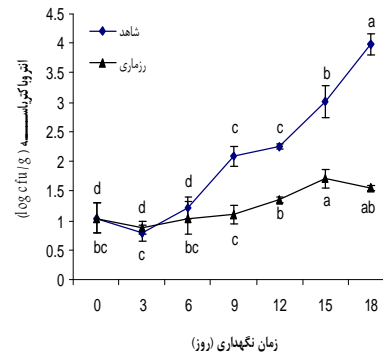 4.5
4
3.5
3
2.5
2
1.5
1
0.5
0
انتروباکتریاســــــه
(log cfu/g)
شاهد
رزماری
d d d c c b a
bc c bc c b a ab
0 3 6 9 12 15 18
زمان نگهداری (روز)